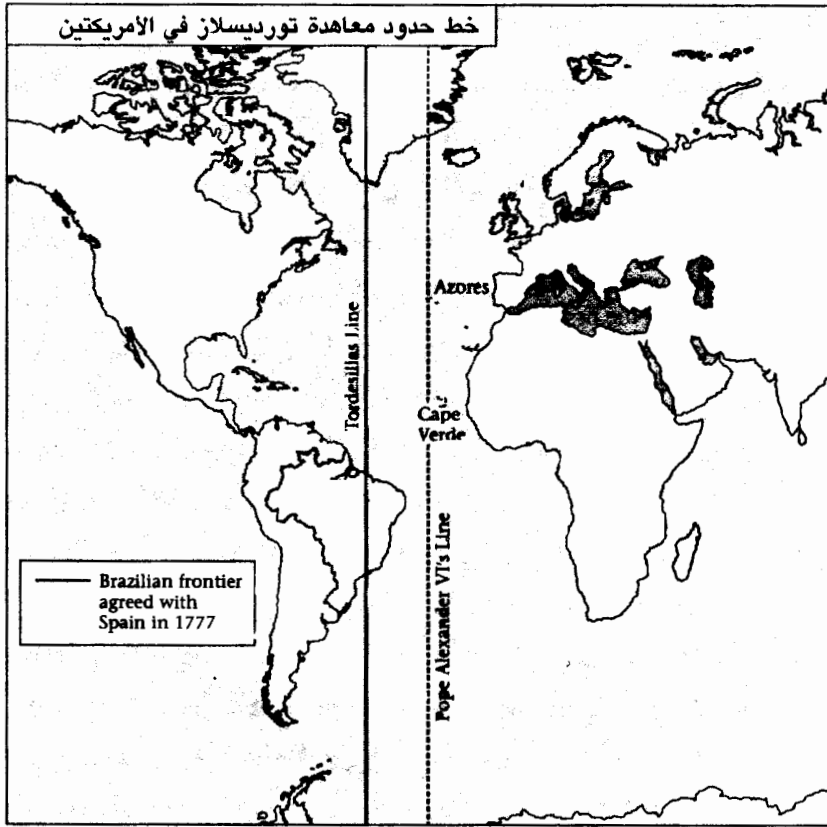 خط حدود معاهدة تورديسلاز في الأمريكتين
Azores
Tordesillas Line
Cape
Verde
Pope Alexander VI's Line
Brazilian frontier
agreed with
Spain in 1777